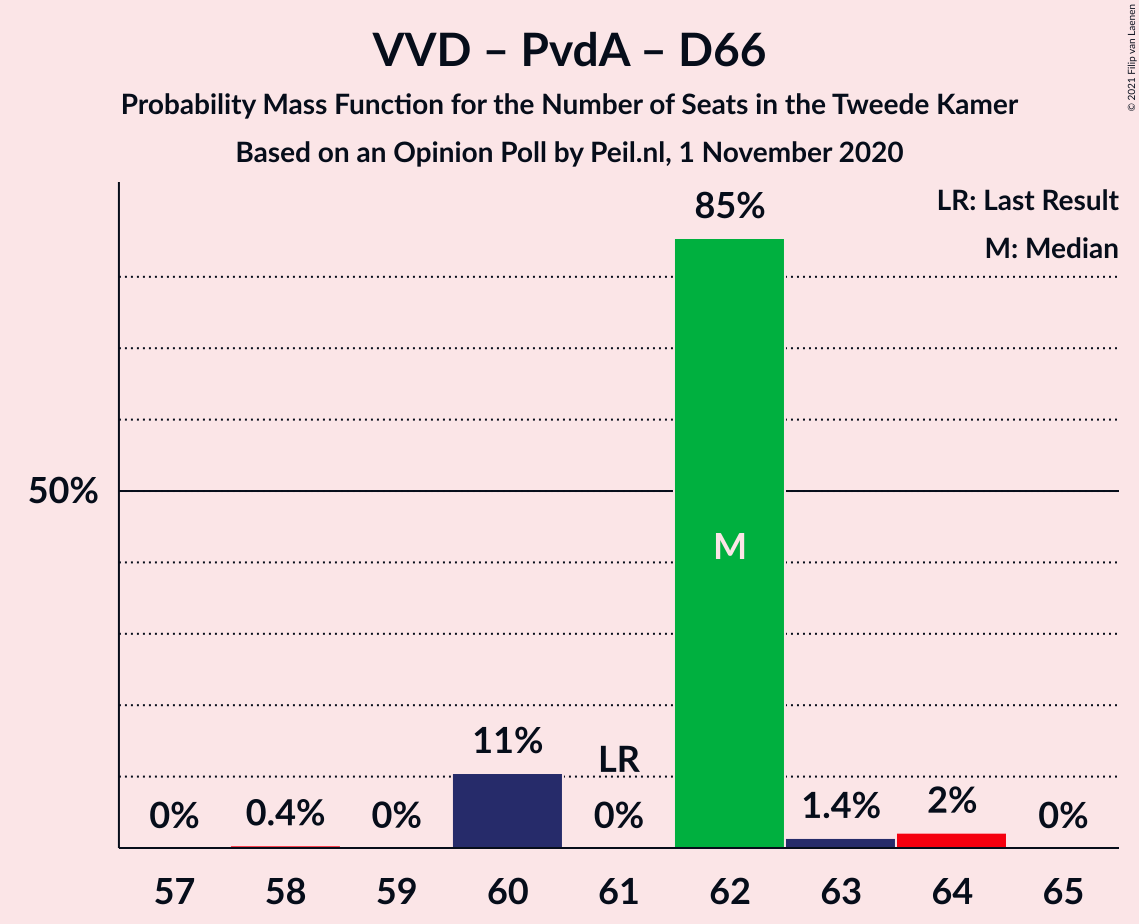 VVD – PvdA – D66
Probability Mass Function for the Number of Seats in the Tweede Kamer
Based on an Opinion Poll by Peil.nl, 1 November 2020
© 2021 Filip van Laenen
LR: Last Result
M: Median
50%
0%
0.4%
0%
11%
LR
0%
85%
M
1.4%
2%
0%
57 58 59 60 61 62 63 64 65